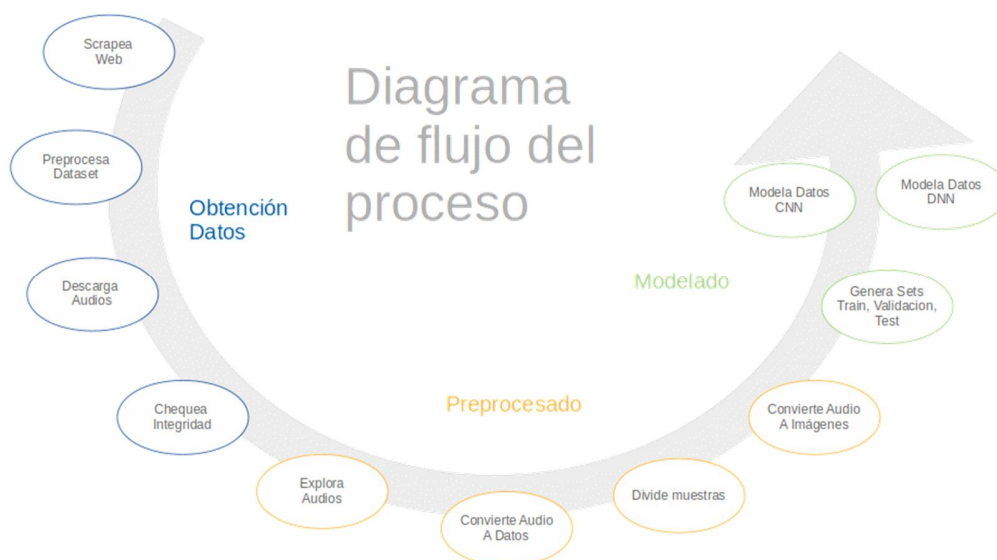 Diagrama
de flujo del
proceso
Scrapea
Web
Preprocesa
Dataset
Obtención
Datos
Descarga
Audios
Chequea
Integridad
Preprocesado
Explora
Audios
Convierte Audio
A Datos
Divide muestras
Convierte Audio
A Imágenes
Modelado
Genera Sets
Train, Validacion,
Test
Modela Datos
CNN
Modela Datos
DNN